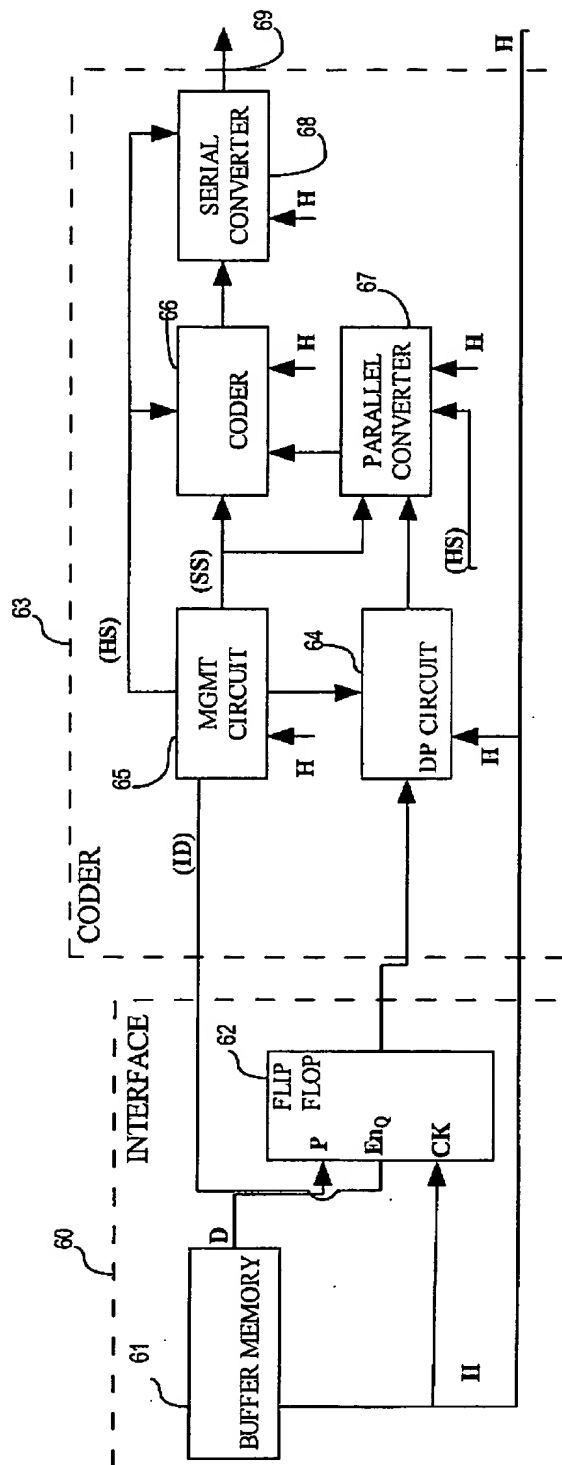 60
INTERFACE
61
BUFFER MEMORY
D
62
FLIP
FLOP
P
EnQ
CK
H
63
CODER
(ID)
(HS)
65
MGMT
CIRCUIT
H
(SS)
64
DP CIRCUIT
H
66
CODER
H
67
PARALLEL
CONVERTER
(HS)
H
SERIAL
CONVERTER
68
H
69
H